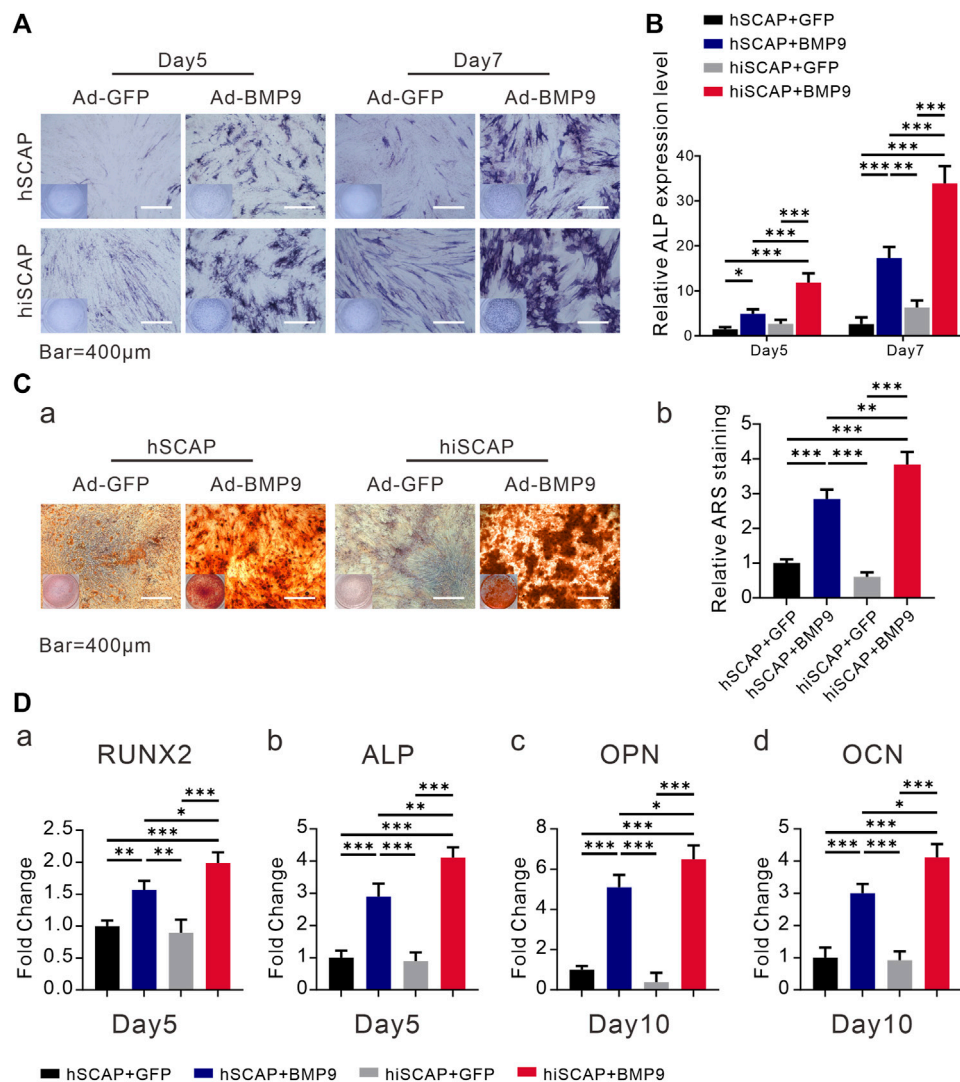 A
Day5
Day7
Ad-GFP
Ad-BMP9
Ad-GFP
Ad-BMP9
hSCAP
hiSCAP
Bar=400μm
B
hSCAP+GFP
hSCAP+BMP9
hiSCAP+GFP
hiSCAP+BMP9
Relative ALP expression level
40
30
20
10
0
***
***
***
*
***
***
***
*** **
Day5
Day7
C
a
hSCAP
hiSCAP
Ad-GFP
Ad-BMP9
Ad-GFP
Ad-BMP9
Bar=400μm
b
Relative ARS staining
5
4
3
2
1
0
***
**
***
*** ***
hSCAP+GFP
hSCAP+BMP9
hiSCAP+GFP
hiSCAP+BMP9
D
a
RUNX2
Fold Change
2.5
2.0
1.5
1.0
0.5
0.0
***
*
***
** **
Day5
b
ALP
Fold Change
5
4
3
2
1
0
***
**
***
*** ***
Day5
c
OPN
Fold Change
8
6
4
2
0
***
*
***
*** ***
Day10
d
OCN
Fold Change
5
4
3
2
1
0
***
*
***
*** ***
Day10
hSCAP+GFP
hSCAP+BMP9
hiSCAP+GFP
hiSCAP+BMP9